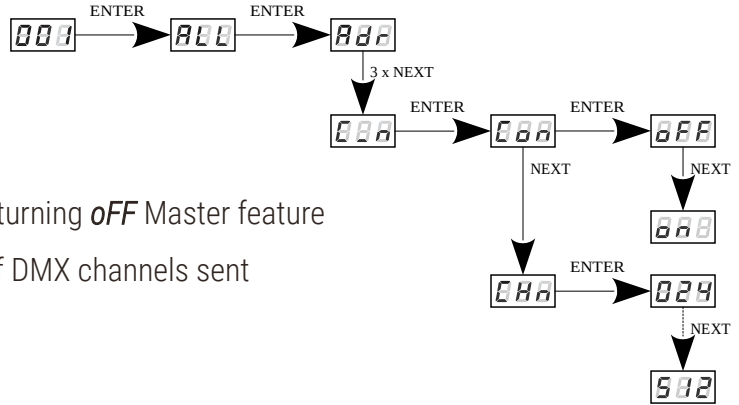 ENTER ENTER
001 ALL Adr
3 x NEXT
ENTER ENTER
C_n Con oFF
NEXT NEXT
turning oFF Master feature
on
f DMX channels sent
ENTER
CHn 024
NEXT
512